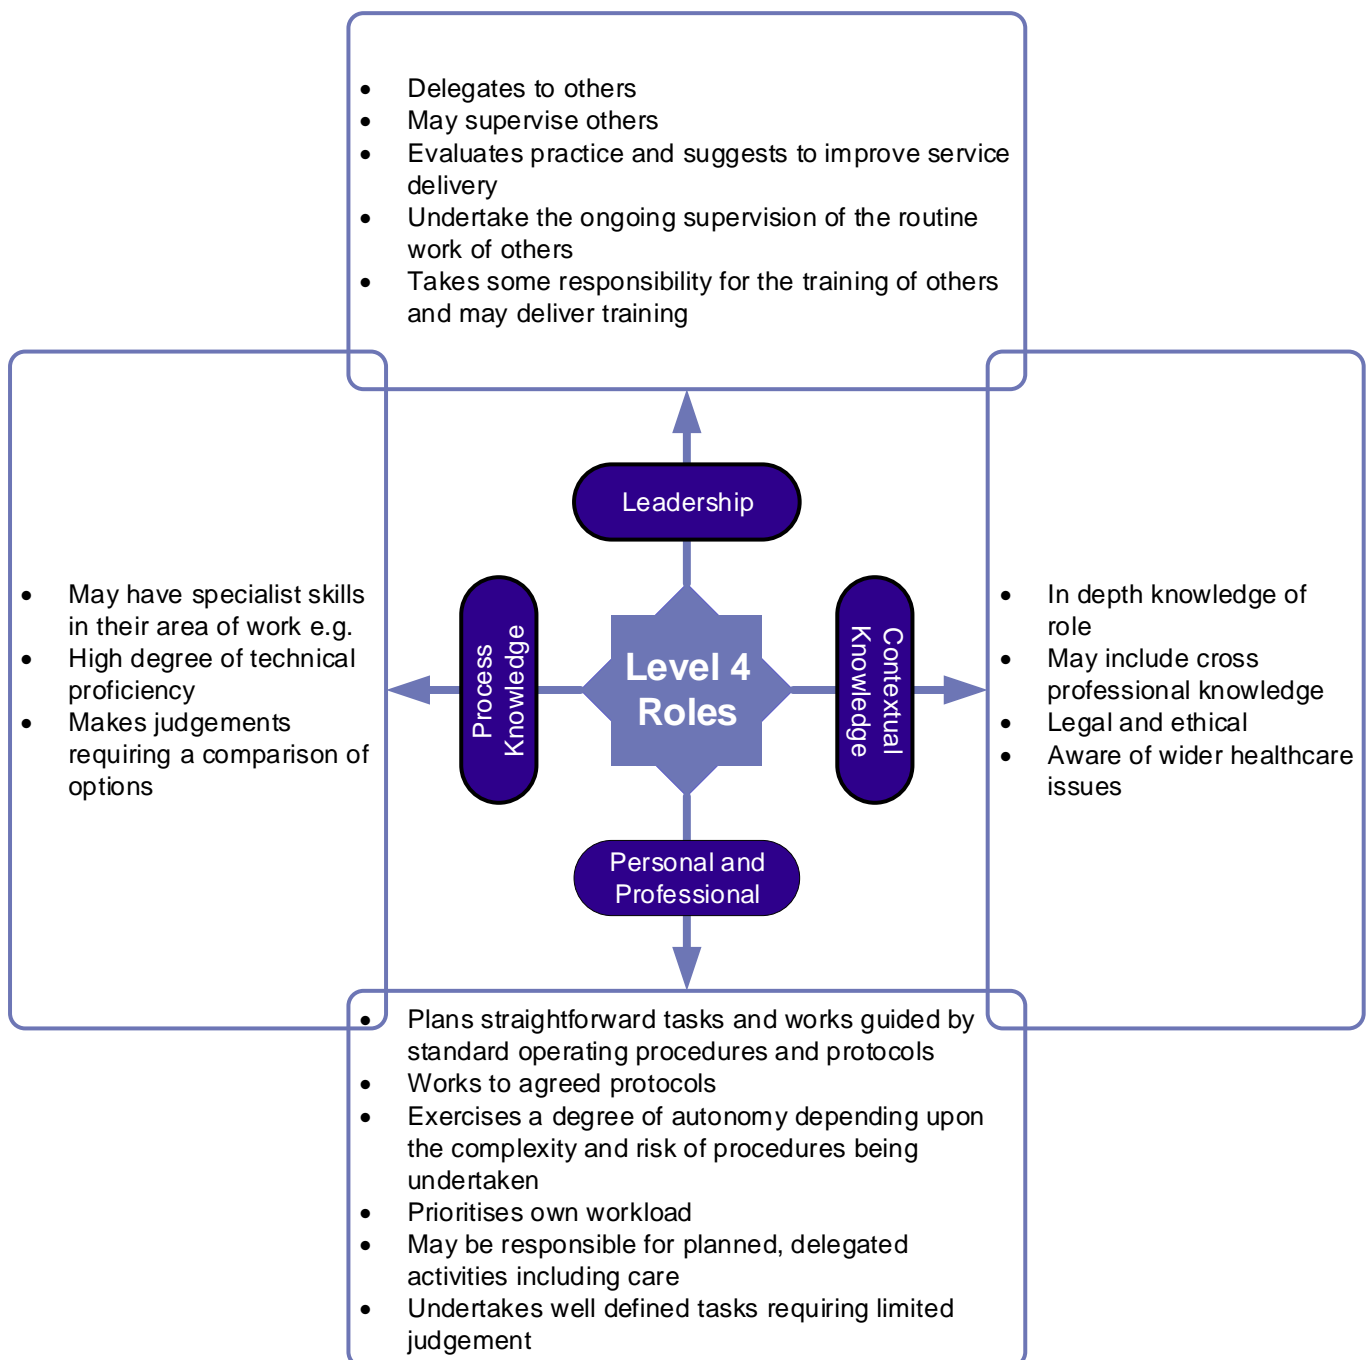 • Delegates to others
• May supervise others
• Evaluates practice and suggests to improve service
delivery
• Undertake the ongoing supervision of the routine
work of others
• Takes some responsibility for the training of others
and may deliver training
Leadership
• May have specialist skills
in their area of work e.g.
• High degree of technical
proficiency
• Makes judgements
requiring a comparison of
options
Process
Knowledge
Level 4
Roles
Contextual
Knowledge
• In depth knowledge of
role
• May include cross
professional knowledge
• Legal and ethical
• Aware of wider healthcare
issues
Personal and
Professional
• Plans straightforward tasks and works guided by
standard operating procedures and protocols
• Works to agreed protocols
• Exercises a degree of autonomy depending upon
the complexity and risk of procedures being
undertaken
• Prioritises own workload
• May be responsible for planned, delegated
activities including care
• Undertakes well defined tasks requiring limited
judgement